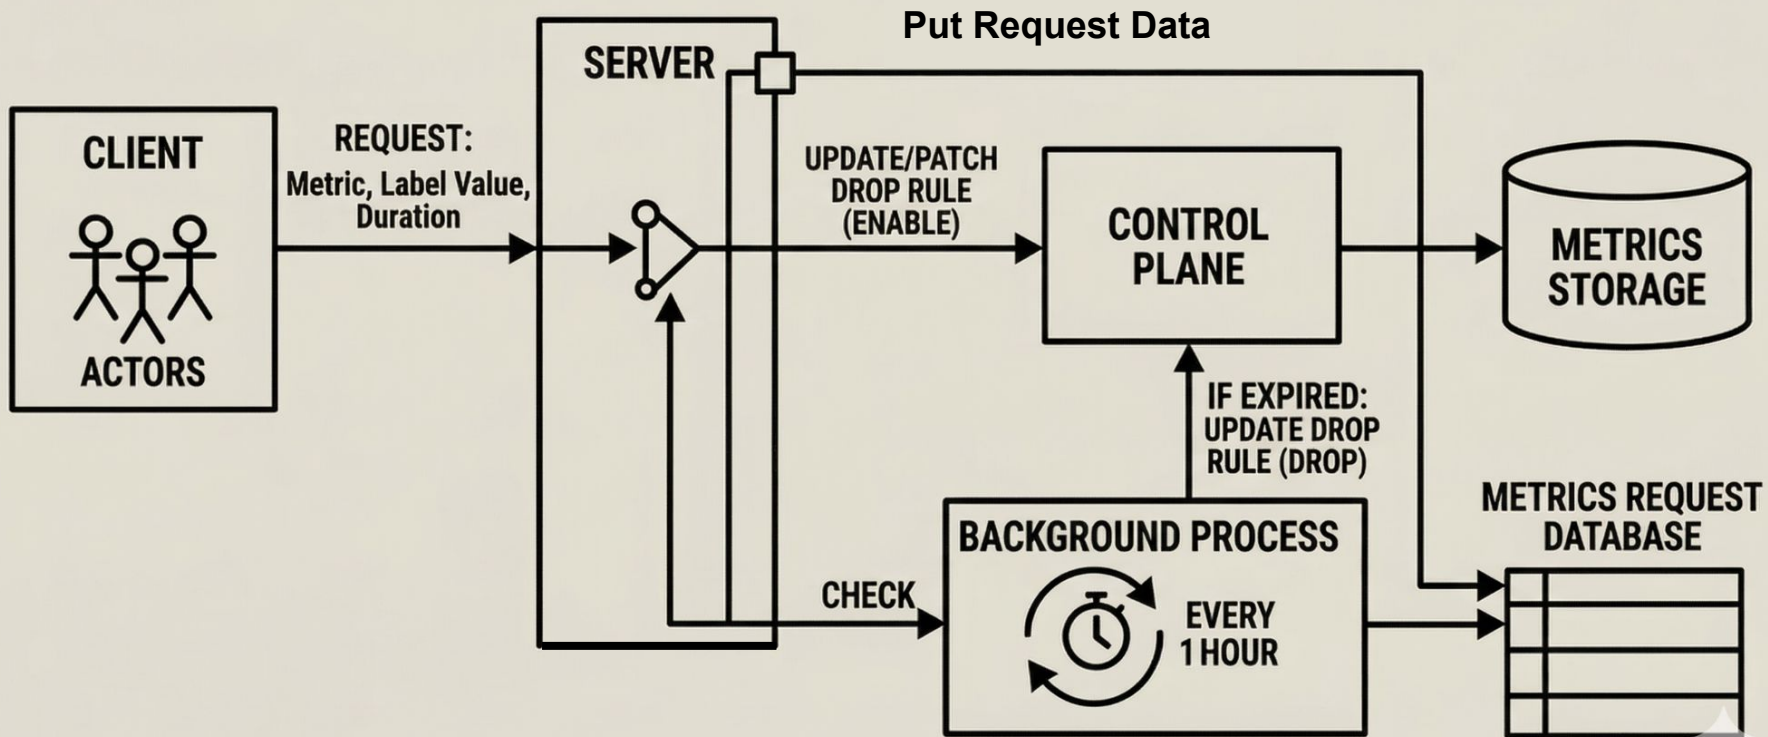 Put Request Data
SERVER
CLIENT
ACTORS
REQUEST:
Metric, Label Value,
Duration
UPDATE/PATCH
DROP RULE
(ENABLE)
CONTROL
PLANE
METRICS
STORAGE
IF EXPIRED:
UPDATE DROP
RULE (DROP)
CHECK
BACKGROUND PROCESS
EVERY
1 HOUR
METRICS REQUEST
DATABASE